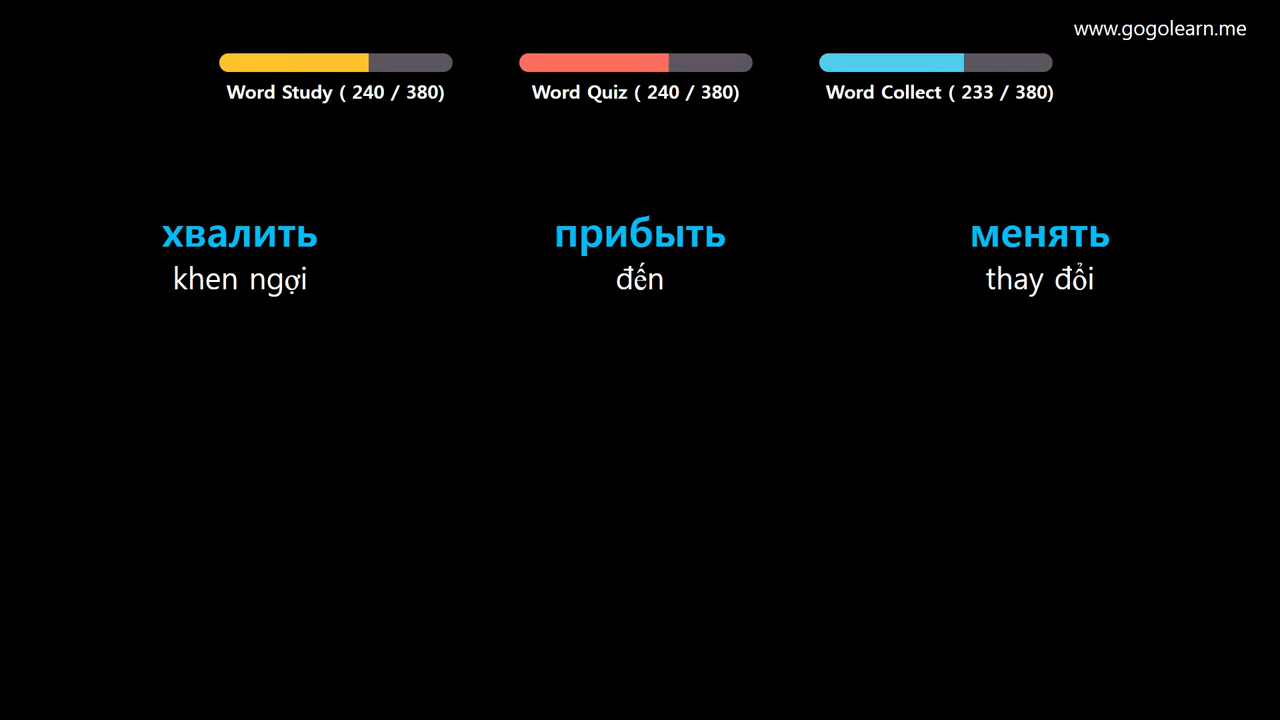 www.gogolearn.me
Word Study ( 240 / 380)
Word Quiz ( 240 / 380)
Word Collect ( 233 / 380)
хвалить
khen ngợi
прибыть
đến
менять
thay đổi